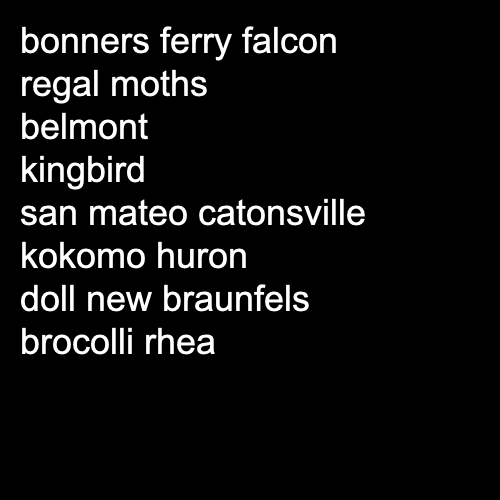 bonners ferry falcon
regal moths
belmont
kingbird
san mateo catonsville
kokomo huron
doll new braunfels
brocolli rhea